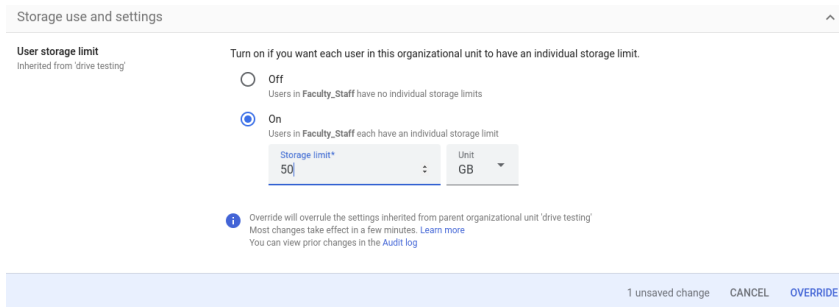 Storage use and settings
User storage limit
Inherited from 'drive testing'
Turn on if you want each user in this organizational unit to have an individual storage limit.
Off
Users in Faculty_Staff have no individual storage limits
On
Users in Faculty_Staff each have an individual storage limit
Storage limit*
50
Unit
GB
Override will overrule the settings inherited from parent organizational unit 'drive testing'
Most changes take effect in a few minutes. Learn more
You can view prior changes in the Audit log
1 unsaved change CANCEL OVERRIDE